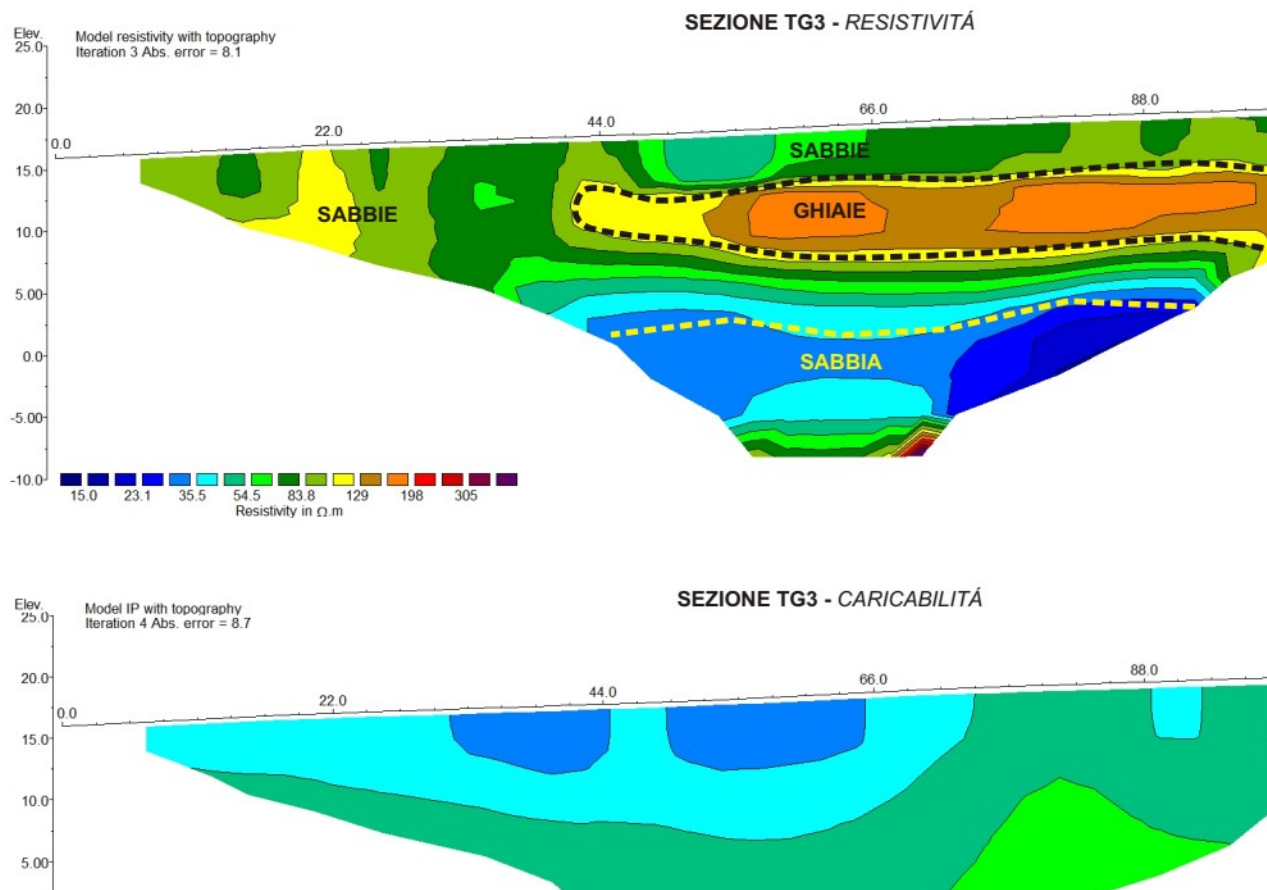 SEZIONE TG3 - RESISTIVITÁ
Elev.
Model resistivity with topography
Iteration 3 Abs. error = 8.1
25.0
20.0
15.0
10.0
5.00
0.0
-5.00
-10.0
0.0
22.0
44.0
66.0
88.0
SABBIE
SABBIE
GHIAIE
SABBIA
15.0 23.1 35.5 54.5 83.8 129 198 305
Resistivity in Ω.m
SEZIONE TG3 - CARICABILITÁ
Elev.
Model IP with topography
Iteration 4 Abs. error = 8.7
25.0
20.0
15.0
10.0
5.00
0.0
22.0
44.0
66.0
88.0